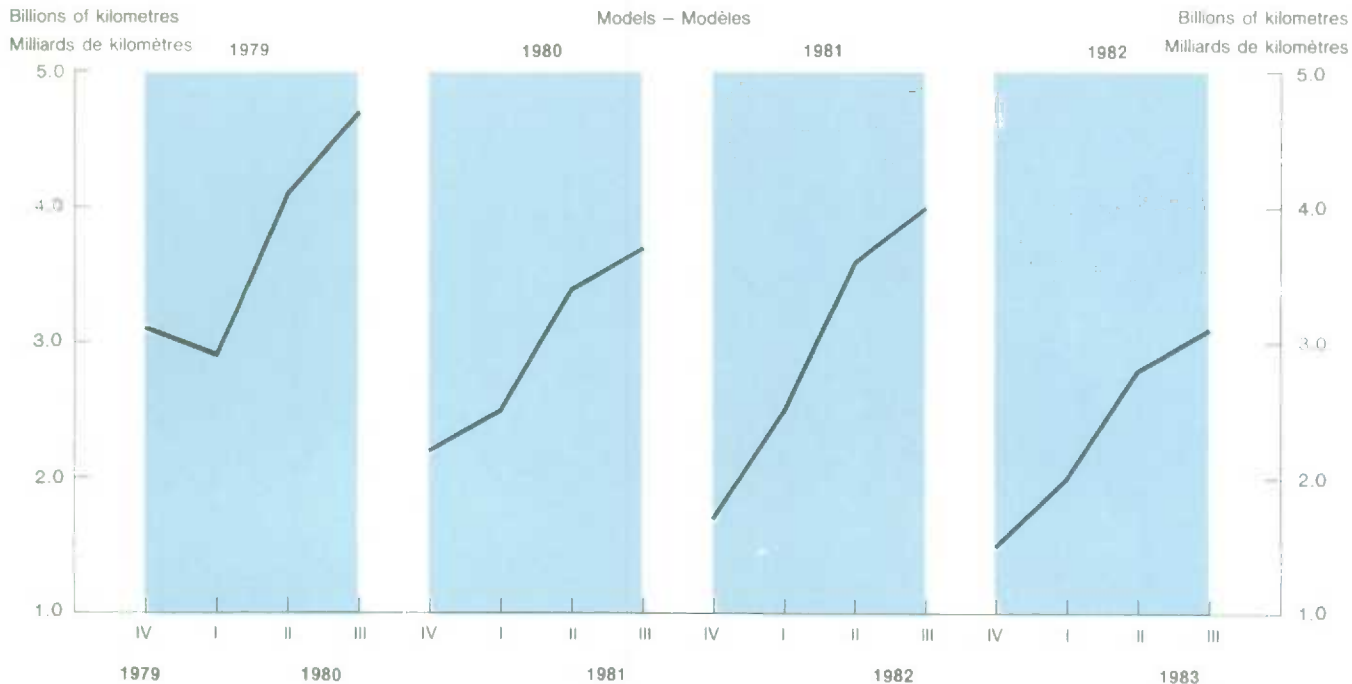 Billions of kilometres
Milliards de kilomètres
Models – Modèles
Billions of kilometres
Milliards de kilomètres
1979
1980
1981
1982
5.0
4.0
3.0
2.0
1.0
5.0
4.0
3.0
2.0
1.0
IV I II III
IV I II III
IV I II III
IV I II III
1979 1980 1981 1982 1983